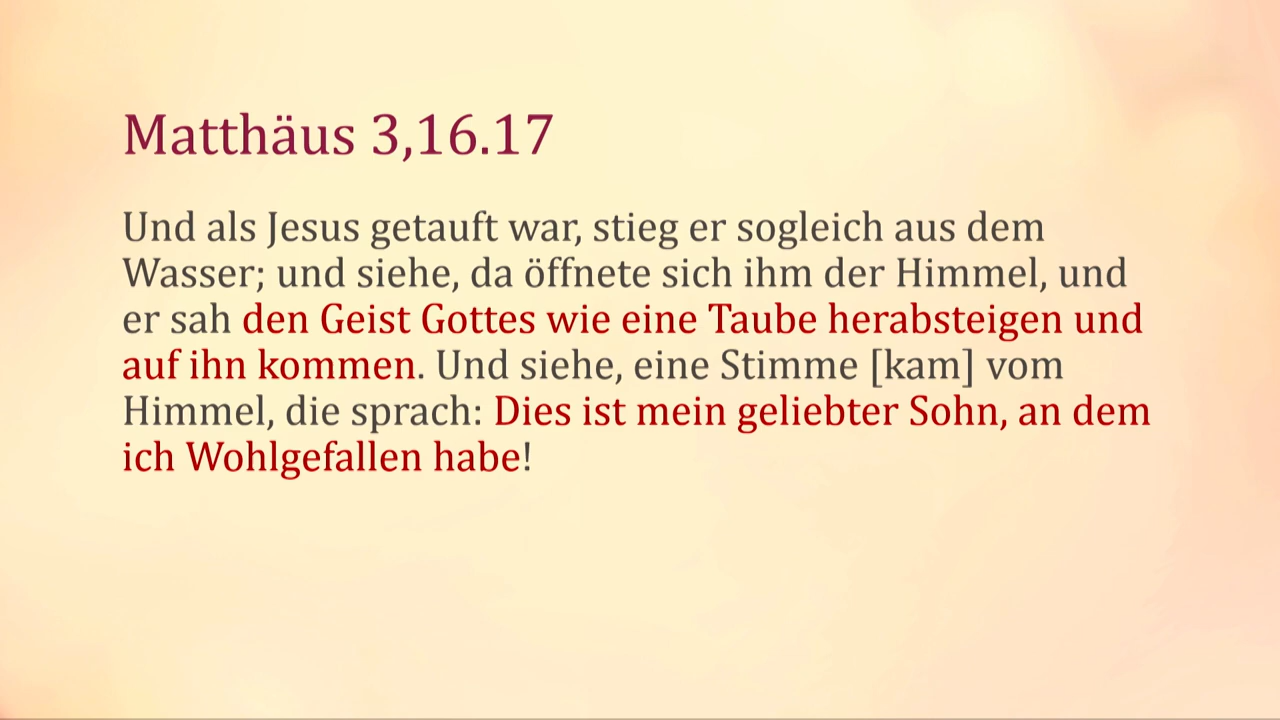 Matthäus 3,16.17
Und als Jesus getauft war, stieg er sogleich aus dem
Wasser; und siehe, da öffnete sich ihm der Himmel, und
er sah den Geist Gottes wie eine Taube herabsteigen und
auf ihn kommen. Und siehe, eine Stimme [kam] vom
Himmel, die sprach: Dies ist mein geliebter Sohn, an dem
ich Wohlgefallen habe!